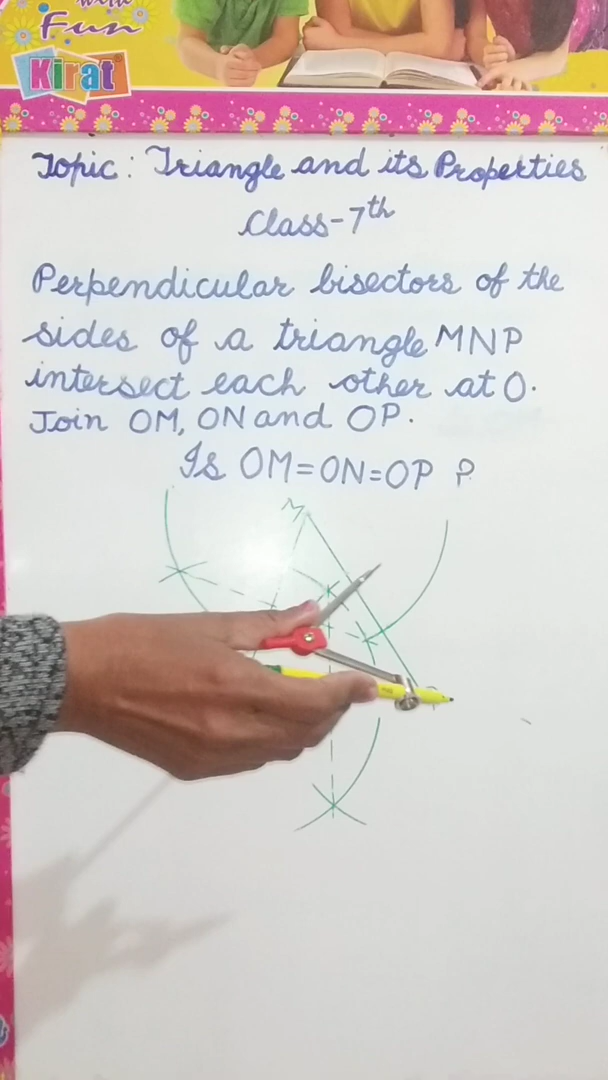 with
Fun
Kirat
Topic: Triangle and its Properties
Class-7th
Perpendicular bisectors of the
sides of a triangle MNP
intersect each other at O.
Join OM, ON and OP.
Is OM=ON=OP ?
M